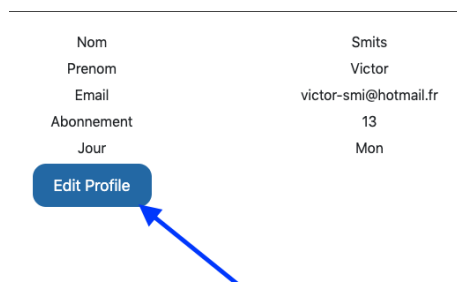 Nom Smits
Prenom Victor
Email victor-smi@hotmail.fr
Abonnement 13
Jour Mon
Edit Profile